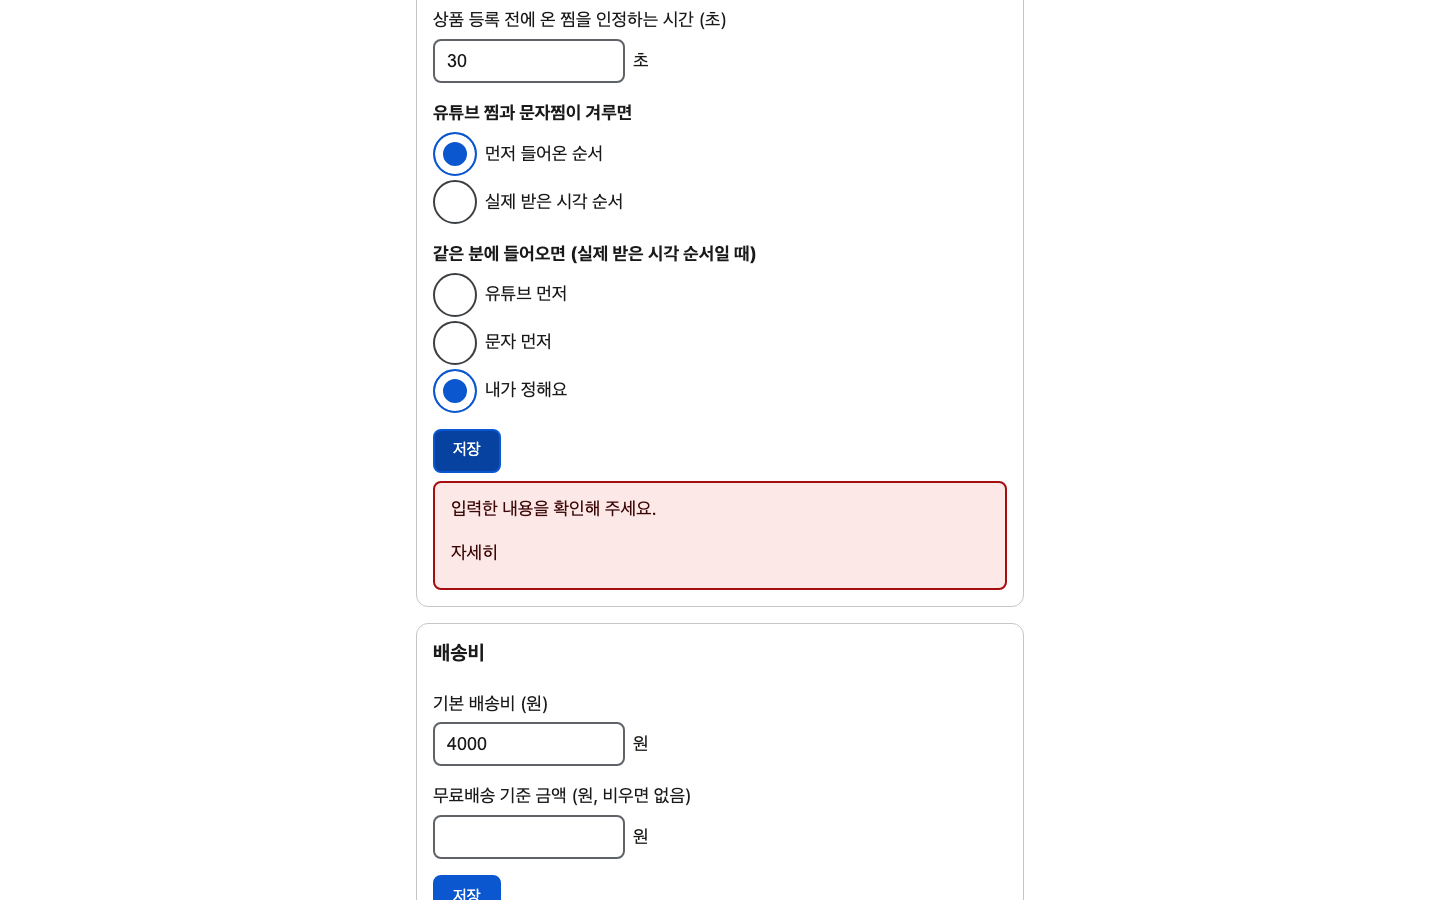 상품 등록 전에 온 찜을 인정하는 시간 (초)
30 초
유튜브 찜과 문자찜이 겨루면
먼저 들어온 순서
실제 받은 시각 순서
같은 분에 들어오면 (실제 받은 시각 순서일 때)
유튜브 먼저
문자 먼저
내가 정해요
저장
입력한 내용을 확인해 주세요.
자세히
배송비
기본 배송비 (원)
4000 원
무료배송 기준 금액 (원, 비우면 없음)
원
저장